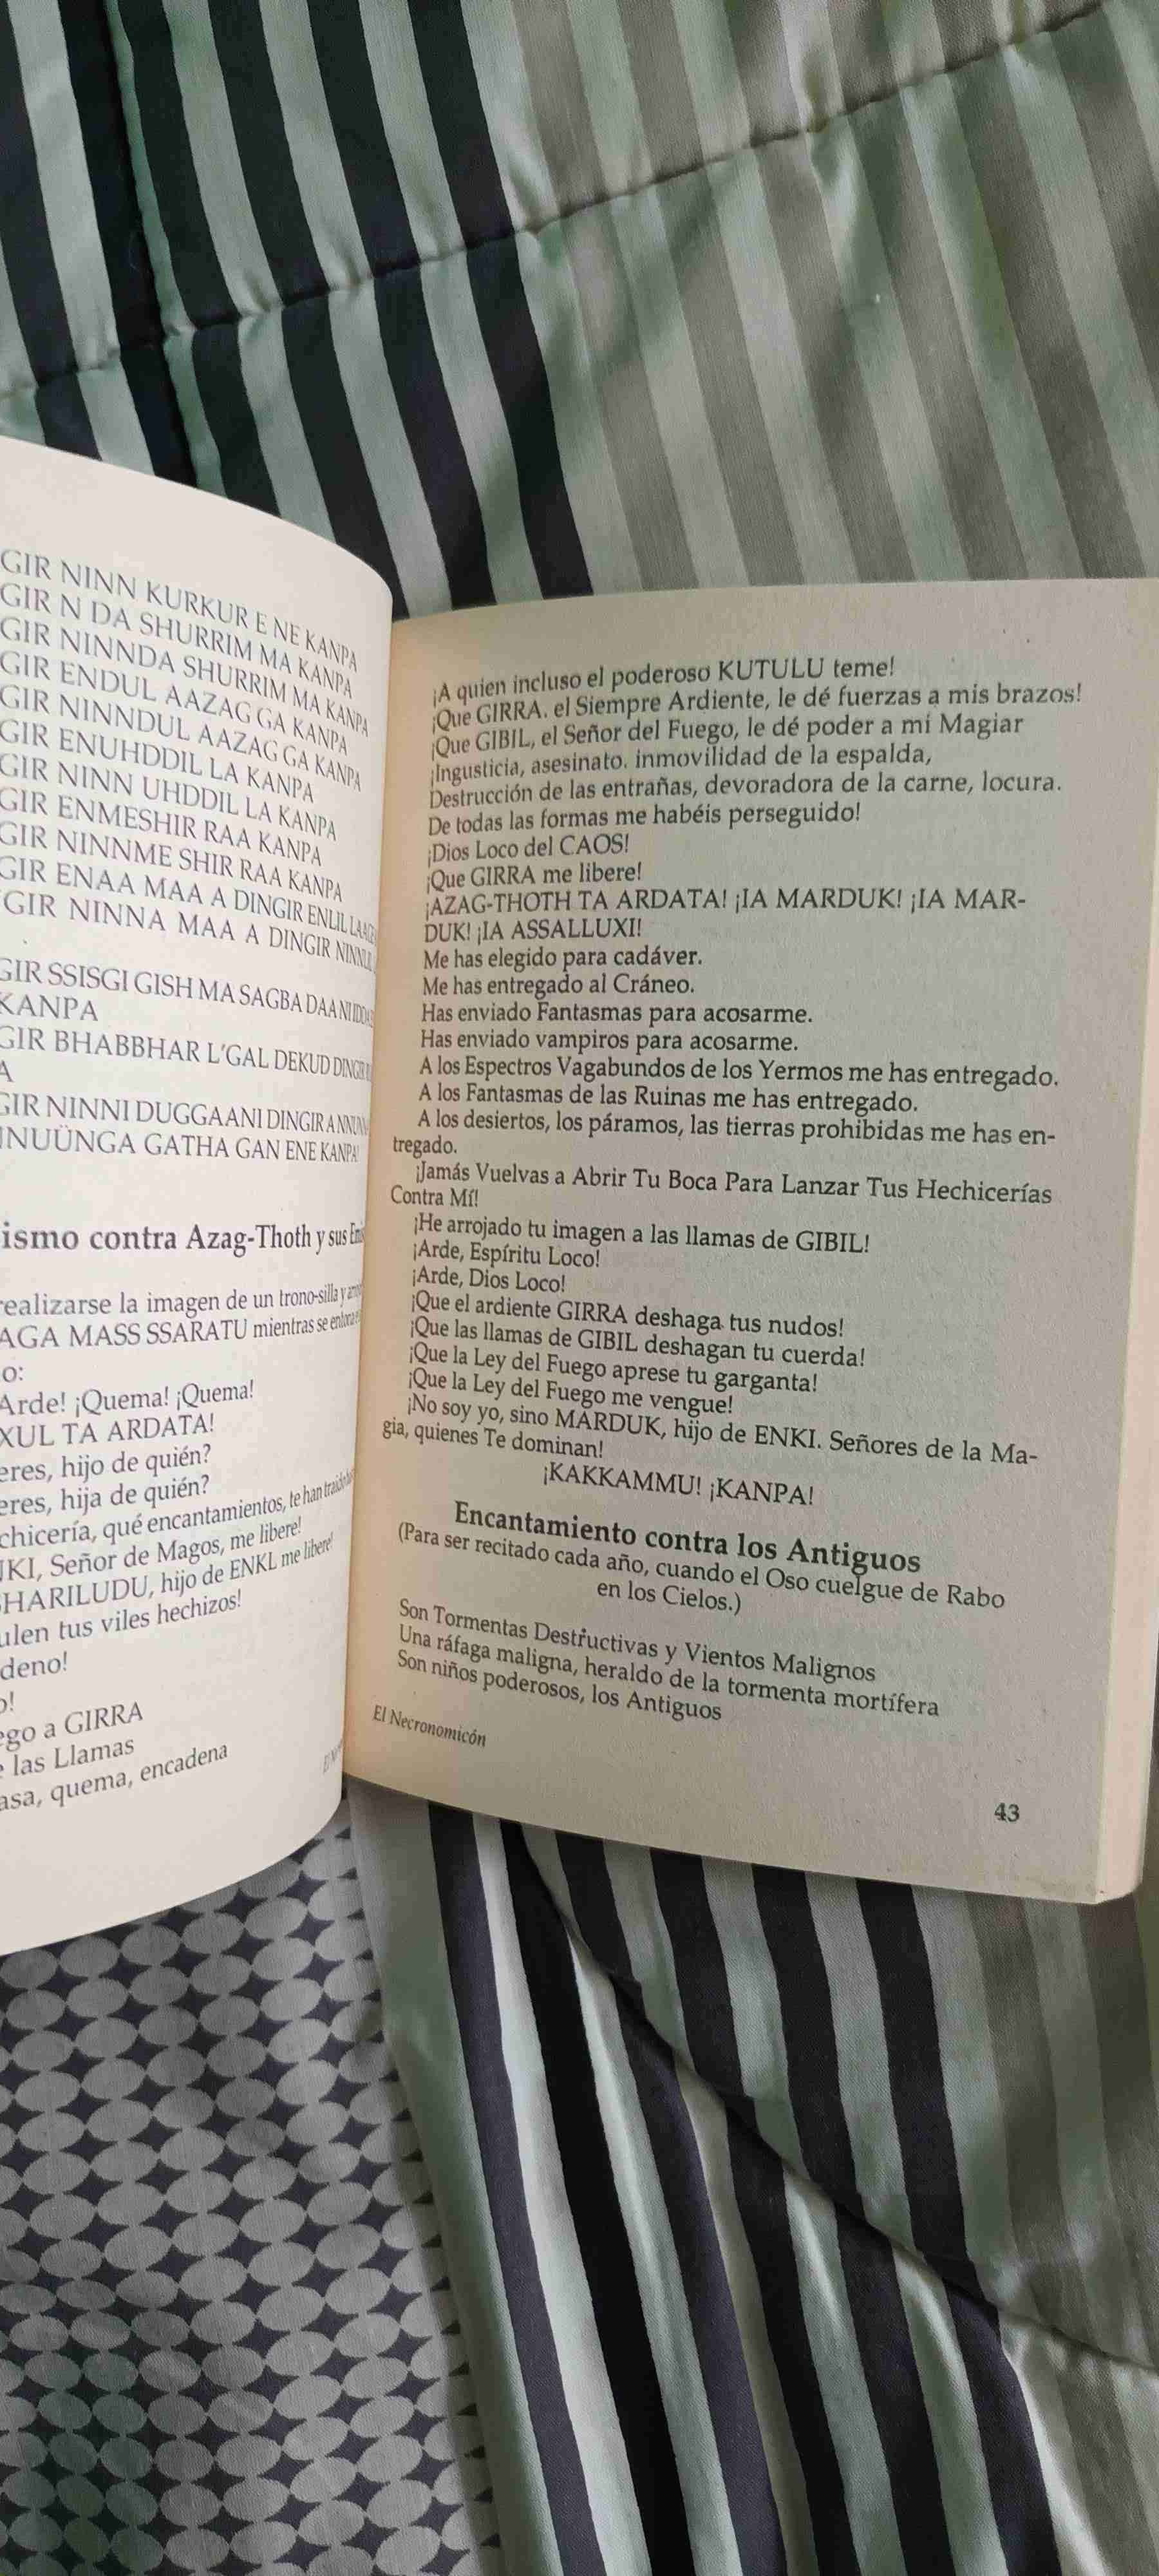 GIR NINN KURKUR E NE KANPA
GIR N DA SHURRIM MA KANPA
GIR NINNDA SHURRIM MA KANPA
GIR ENDUL AAZAG GA KANPA
GIR NINNDUL AAZAG GA KANPA
GIR ENUHDDIL LA KANPA
GIR NINN UHDDIL LA KANPA
GIR ENMESHIR RAA KANPA
GIR NINNME SHIR RAA KANPA
GIR ENAA MAA A DINGIR ENLIL
GIR NINNA MAA A DINGIR
GIR SSISGI GISH MA SAGBA DAA NI
KANPA
GIR BHABBHAR L'GAL DEKUD
A
GIR NINNI DUGGAANI DINGIR
NNUÜNGA GATHA GAN ENE KANPA!
ismo contra Azag-Thoth y sus
realizarse la imagen de un trono-silla y
AGA MASS SSARATU mientras se entona
o:
Arde! ¡Quema! ¡Quema!
XUL TA ARDATA!
eres, hijo de quién?
eres, hija de quién?
chicería, qué encantamientos, te han
KI, Señor de Magos, me libere!
HARILUDU, hijo de ENKL me libere!
ulen tus viles hechizos!
deno!
o!
ego a GIRRA
e las Llamas
asa, quema, encadena
¡A quien incluso el poderoso KUTULU teme!
¡Que GIRRA. el Siempre Ardiente, le dé fuerzas a mis brazos!
¡Que GIBIL, el Señor del Fuego, le dé poder a mi Magiar
¡Ingusticia, asesinato. inmovilidad de la espalda,
Destrucción de las entrañas, devoradora de la carne, locura.
De todas las formas me habéis perseguido!
¡Dios Loco del CAOS!
¡Que GIRRA me libere!
¡AZAG-THOTH TA ARDATA! ¡IA MARDUK! ¡IA MAR-
DUK! ¡IA ASSALLUXI!
Me has elegido para cadáver.
Me has entregado al Cráneo.
Has enviado Fantasmas para acosarme.
Has enviado vampiros para acosarme.
A los Espectros Vagabundos de los Yermos me has entregado.
A los Fantasmas de las Ruinas me has entregado.
A los desiertos, los páramos, las tierras prohibidas me has en-
tregado.
¡Jamás Vuelvas a Abrir Tu Boca Para Lanzar Tus Hechicerías
Contra Mí!
¡He arrojado tu imagen a las llamas de GIBIL!
¡Arde, Espíritu Loco!
¡Arde, Dios Loco!
¡Que el ardiente GIRRA deshaga tus nudos!
¡Que las llamas de GIBIL deshagan tu cuerda!
¡Que la Ley del Fuego aprese tu garganta!
¡Que la Ley del Fuego me vengue!
¡No soy yo, sino MARDUK, hijo de ENKI. Señores de la Ma-
gia, quienes Te dominan!
¡KAKKAMMU! ¡KANPA!
Encantamiento contra los Antiguos
(Para ser recitado cada año, cuando el Oso cuelgue de Rabo
en los Cielos.)
Son Tormentas Destructivas y Vientos Malignos
Una ráfaga maligna, heraldo de la tormenta mortífera
Son niños poderosos, los Antiguos
El Necronomicón
43